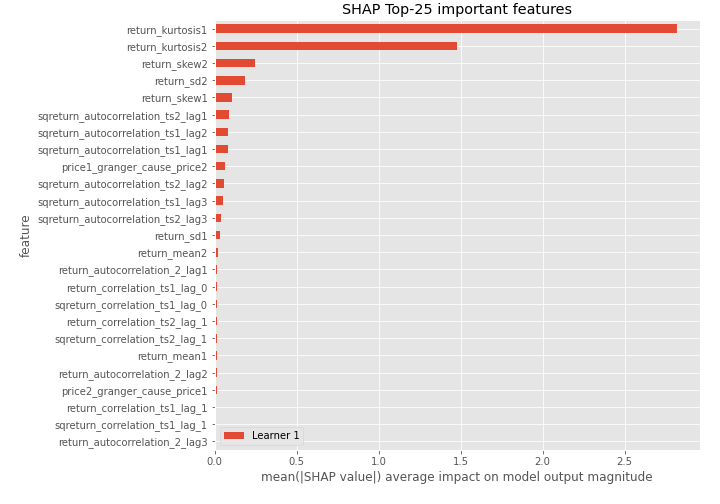 SHAP Top-25 important features
return_kurtosis1
return_kurtosis2
return_skew2
return_sd2
return_skew1
sqreturn_autocorrelation_ts2_lag1
sqreturn_autocorrelation_ts1_lag2
sqreturn_autocorrelation_ts1_lag1
price1_granger_cause_price2
sqreturn_autocorrelation_ts2_lag2
sqreturn_autocorrelation_ts1_lag3
sqreturn_autocorrelation_ts2_lag3
return_sd1
return_mean2
return_autocorrelation_2_lag1
return_correlation_ts1_lag_0
sqreturn_correlation_ts1_lag_0
return_correlation_ts2_lag_1
sqreturn_correlation_ts2_lag_1
return_mean1
return_autocorrelation_2_lag2
price2_granger_cause_price1
return_correlation_ts1_lag_1
sqreturn_correlation_ts1_lag_1
return_autocorrelation_2_lag3
feature
Learner 1
0.0 0.5 1.0 1.5 2.0 2.5
mean(|SHAP value|) average impact on model output magnitude